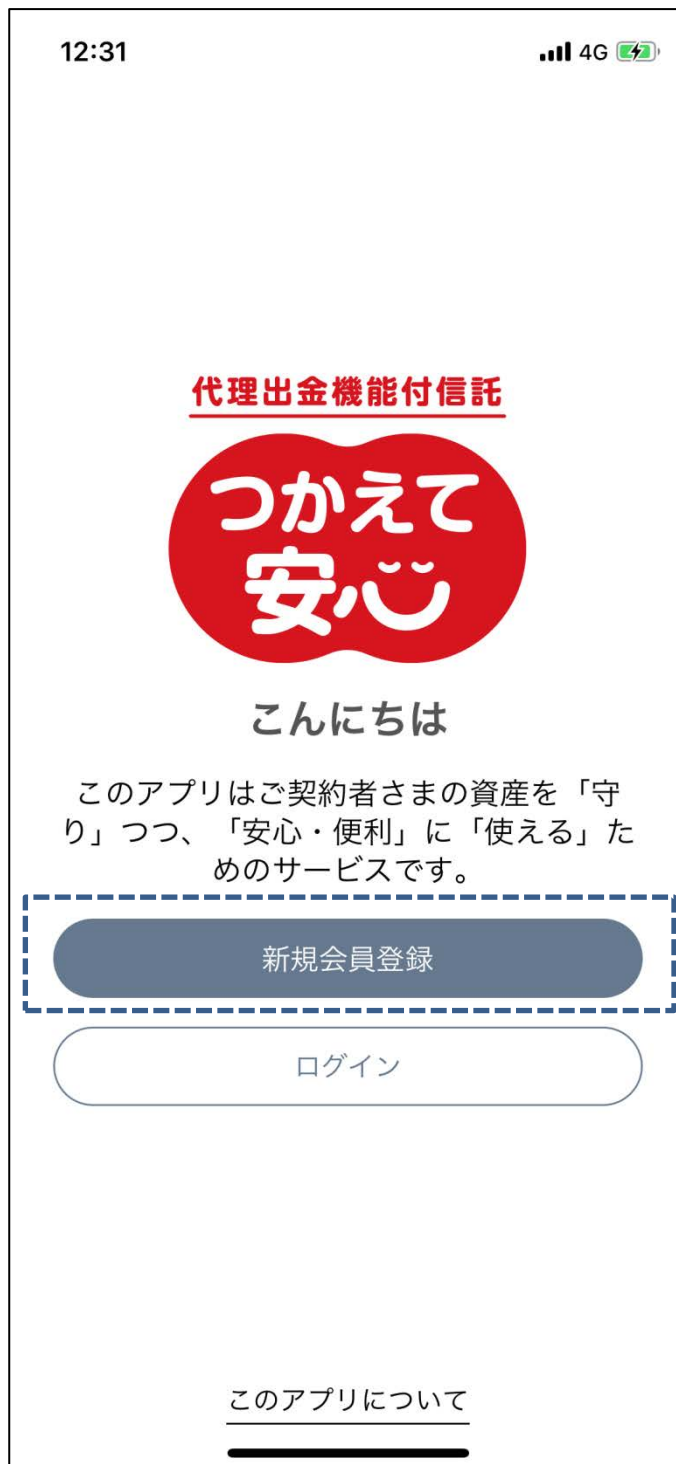 12:31 4G
代理出金機能付信託
つかえて
安心
こんにちは
このアプリはご契約者さまの資産を「守
り」つつ、「安心・便利」に「使える」た
めのサービスです。
新規会員登録
ログイン
このアプリについて